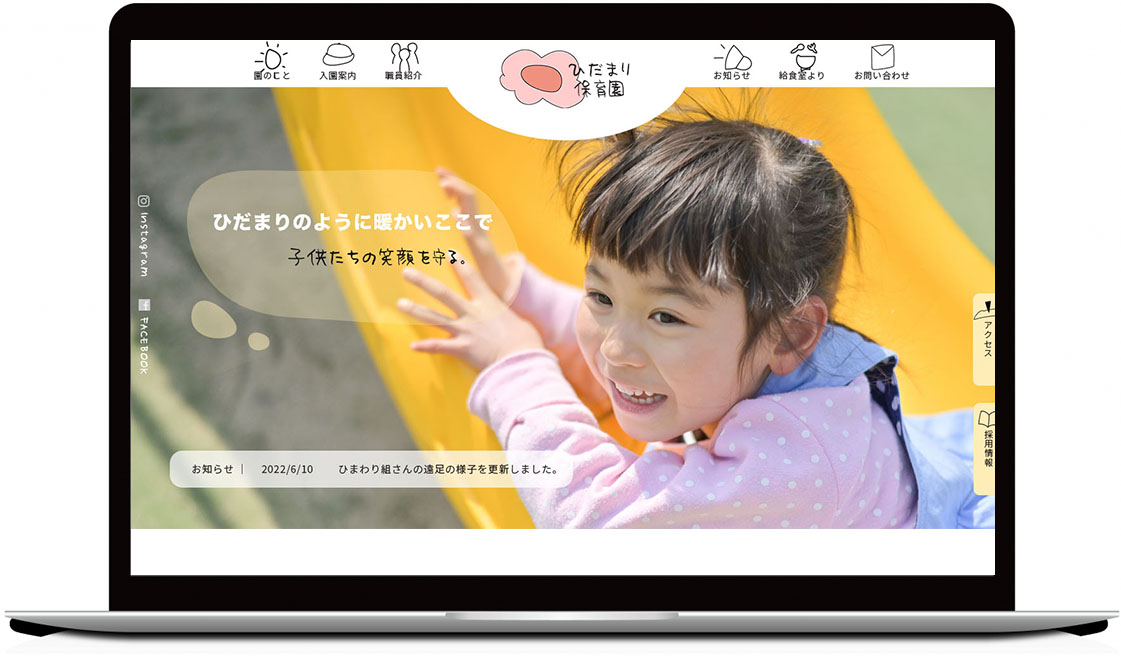 園のこと
入園案内
職員紹介
ひだまり
保育園
お知らせ
給食室より
お問い合わせ
ひだまりのように暖かいここで
子供たちの笑顔を守る。
Instagram
FACEBOOK
アクセス
採用情報
お知らせ｜ 2022/6/10 ひまわり組さんの遠足の様子を更新しました。